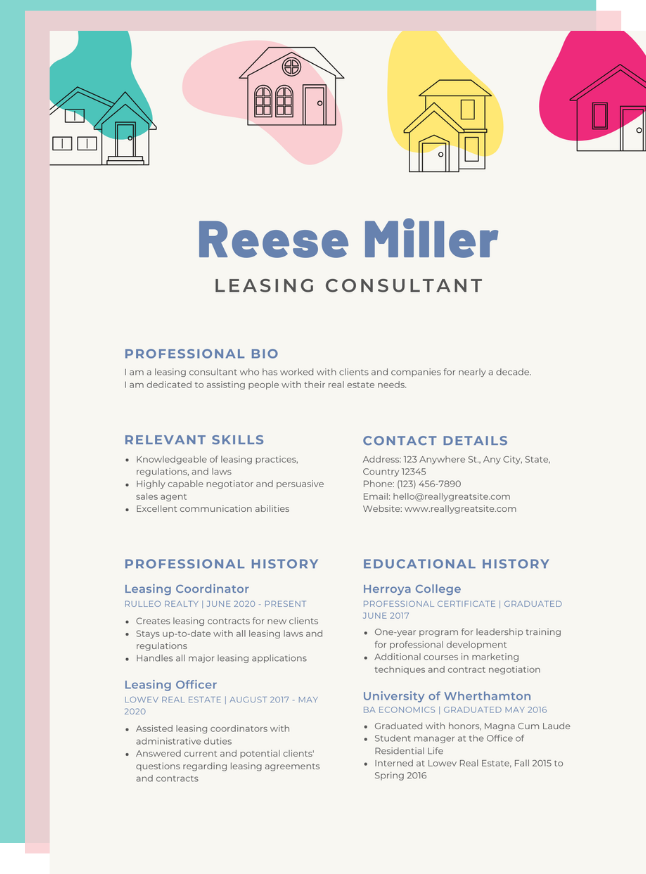 Reese Miller
LEASING CONSULTANT
PROFESSIONAL BIO
I am a leasing consultant who has worked with clients and companies for nearly a decade.
I am dedicated to assisting people with their real estate needs.
RELEVANT SKILLS
• Knowledgeable of leasing practices,
regulations, and laws
• Highly capable negotiator and persuasive
sales agent
• Excellent communication abilities
CONTACT DETAILS
Address: 123 Anywhere St., Any City, State,
Country 12345
Phone: (123) 456-7890
Email: hello@reallygreatsite.com
Website: www.reallygreatsite.com
PROFESSIONAL HISTORY
Leasing Coordinator
RULLEO REALTY | JUNE 2020 - PRESENT
• Creates leasing contracts for new clients
• Stays up-to-date with all leasing laws and
regulations
• Handles all major leasing applications
Leasing Officer
LOWEV REAL ESTATE | AUGUST 2017 - MAY
2020
• Assisted leasing coordinators with
administrative duties
• Answered current and potential clients'
questions regarding leasing agreements
and contracts
EDUCATIONAL HISTORY
Herroya College
PROFESSIONAL CERTIFICATE | GRADUATED
JUNE 2017
• One-year program for leadership training
for professional development
• Additional courses in marketing
techniques and contract negotiation
University of Wherthamton
BA ECONOMICS | GRADUATED MAY 2016
• Graduated with honors, Magna Cum Laude
• Student manager at the Office of
Residential Life
• Interned at Lowev Real Estate, Fall 2015 to
Spring 2016